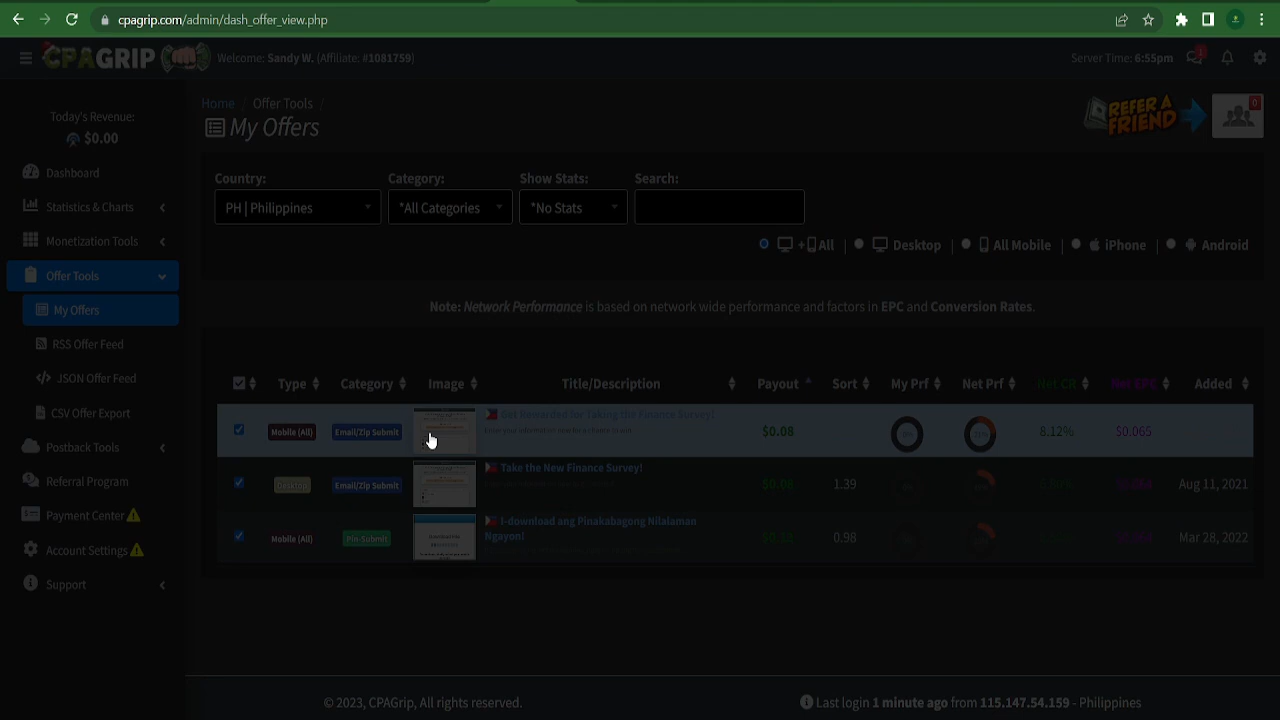 cpagrip.com/admin/dash_offer_view.php
CPAGRIP Welcome: Sandy W. (Affiliate: #1081759) Server Time: 6:55pm 1
Today's Revenue:
$0.00
Dashboard
Statistics & Charts
Monetization Tools
Offer Tools
My Offers
RSS Offer Feed
JSON Offer Feed
CSV Offer Export
Postback Tools
Referral Program
Payment Center
Account Settings
Support
Home / Offer Tools /
My Offers
REFER A FRIEND 0
Country: Category: Show Stats: Search:
PH | Philippines *All Categories *No Stats
+ All | Desktop | All Mobile | iPhone | Android
Note: Network Performance is based on network wide performance and factors in EPC and Conversion Rates.
Type Category Image Title/Description Payout Sort My Prf Net Prf Net CR Net EPC Added
Mobile (All) Email/Zip Submit Get Rewarded for Taking the Finance Survey! $0.08 0% 21% 8.12% $0.065
Desktop Email/Zip Submit Take the New Finance Survey! $0.08 1.39 Aug 11, 2021
Mobile (All) Pin-Submit I-download ang Pinakabagong Nilalaman Ngayon! 0.98 Mar 28, 2022
© 2023, CPAGrip, All rights reserved. Last login 1 minute ago from 115.147.54.159 - Philippines